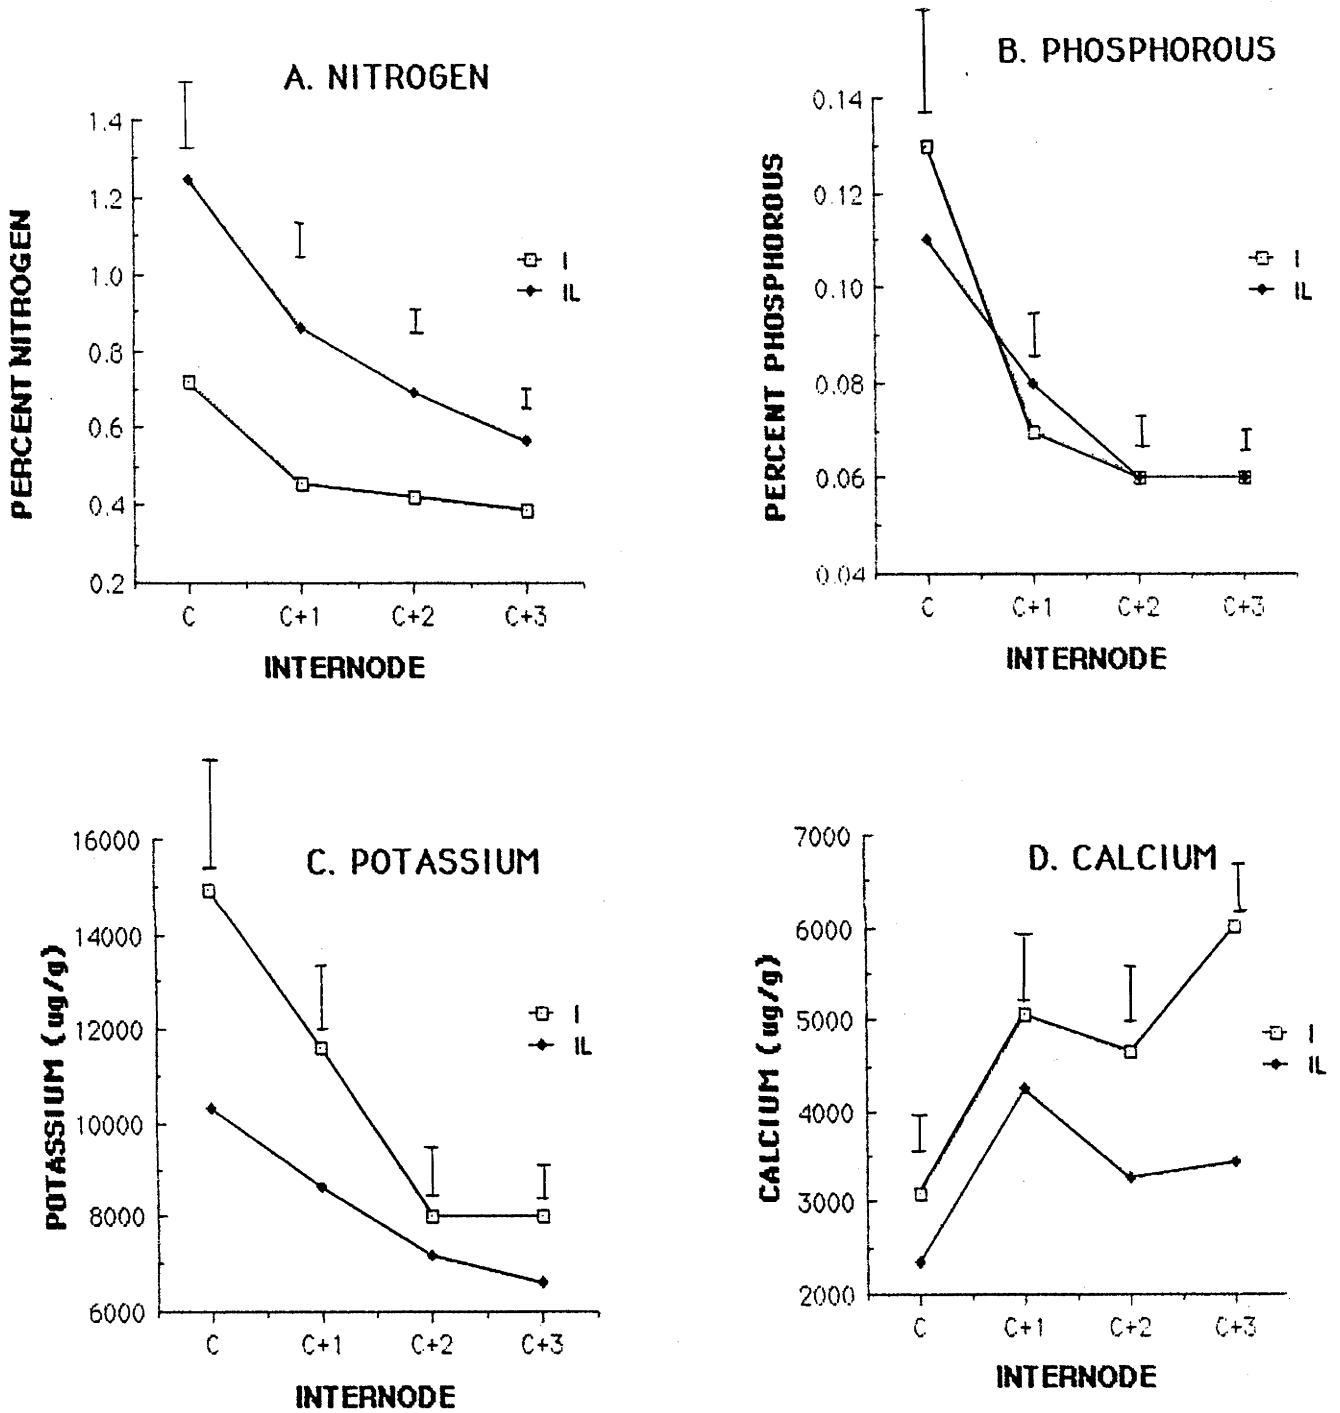 A. NITROGEN
PERCENT NITROGEN
1.4
1.2
1.0
0.8
0.6
0.4
0.2
I
IL
C C+1 C+2 C+3
INTERNODE
B. PHOSPHOROUS
PERCENT PHOSPHOROUS
0.14
0.12
0.10
0.08
0.06
0.04
I
IL
C C+1 C+2 C+3
INTERNODE
C. POTASSIUM
POTASSIUM (ug/g)
16000
14000
12000
10000
8000
6000
I
IL
C C+1 C+2 C+3
INTERNODE
D. CALCIUM
CALCIUM (ug/g)
7000
6000
5000
4000
3000
2000
I
IL
C C+1 C+2 C+3
INTERNODE